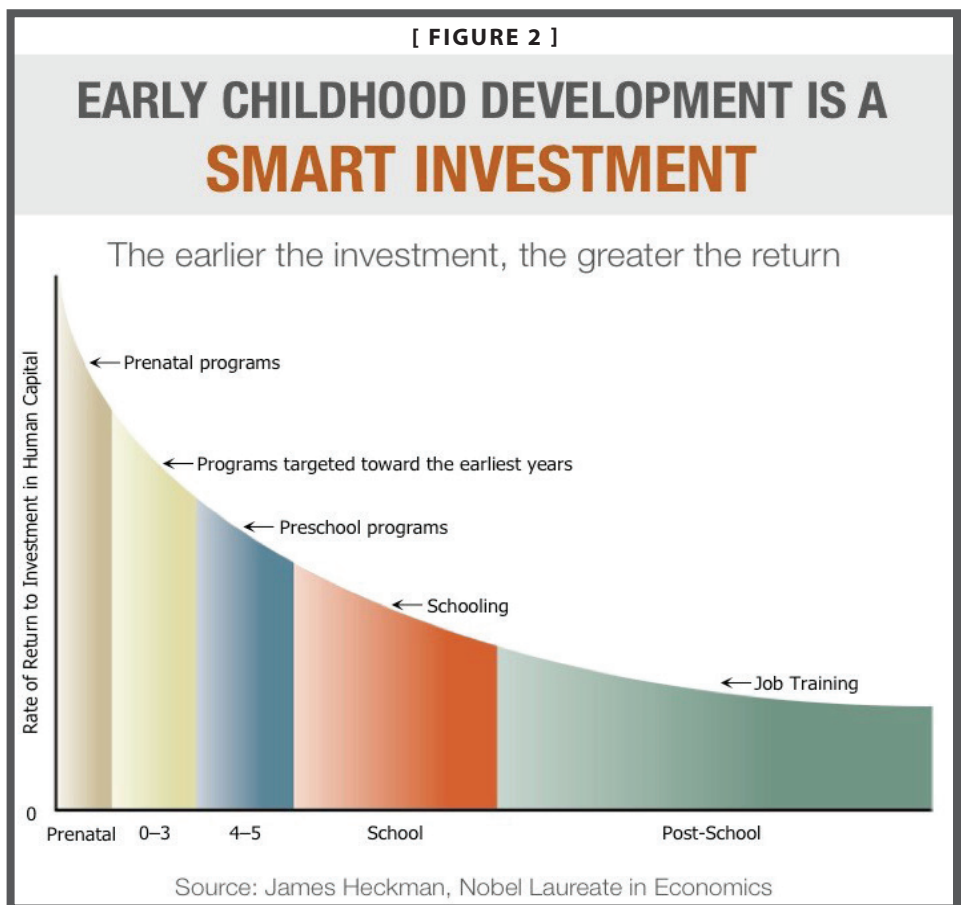 [ FIGURE 2 ]
EARLY CHILDHOOD DEVELOPMENT IS A
SMART INVESTMENT
The earlier the investment, the greater the return
Rate of Return to Investment in Human Capital
Prenatal programs
Programs targeted toward the earliest years
Preschool programs
Schooling
Job Training
0
Prenatal
0–3
4–5
School
Post-School
Source: James Heckman, Nobel Laureate in Economics